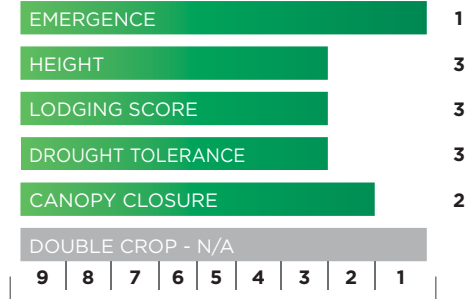 EMERGENCE 1
HEIGHT 3
LODGING SCORE 3
DROUGHT TOLERANCE 3
CANOPY CLOSURE 2
DOUBLE CROP - N/A
9 8 7 6 5 4 3 2 1